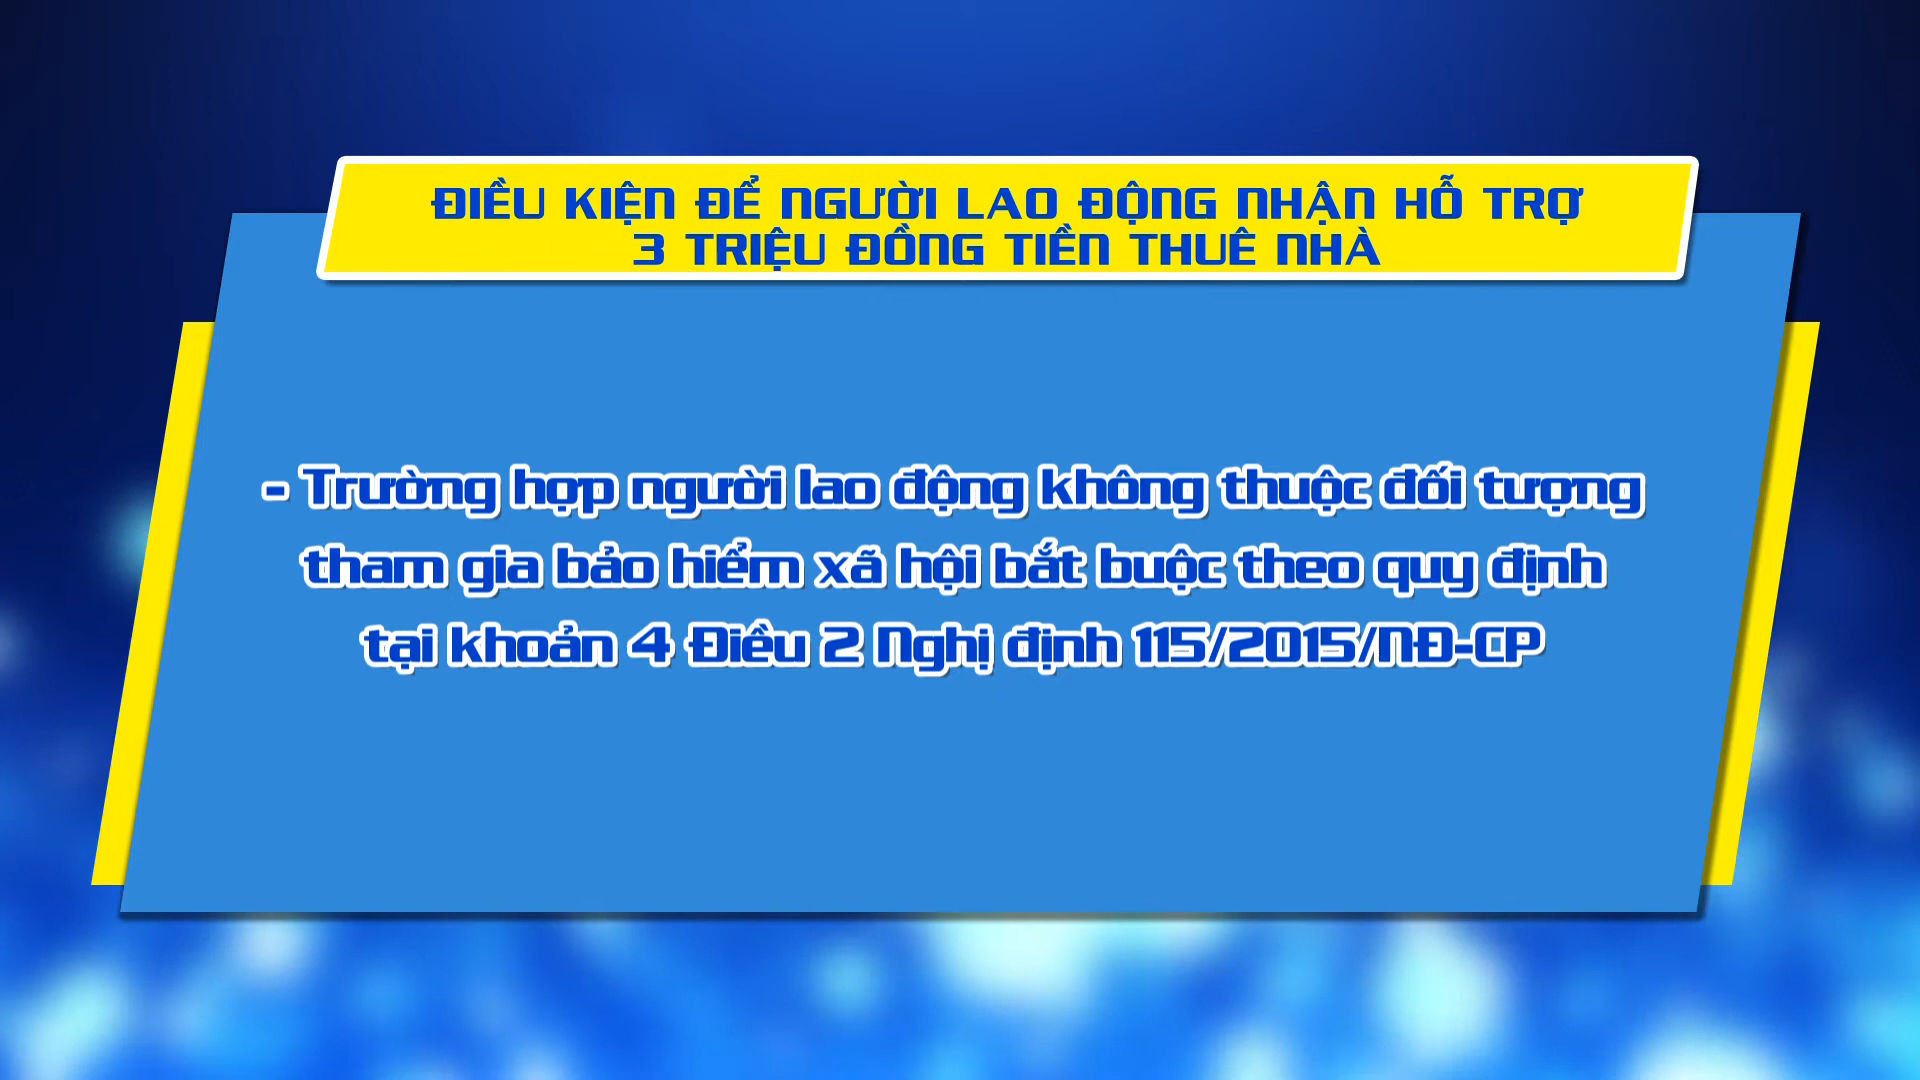 ĐIỀU KIỆN ĐỂ NGƯỜI LAO ĐỘNG NHẬN HỖ TRỢ
3 TRIỆU ĐỒNG TIỀN THUÊ NHÀ
- Trường hợp người lao động không thuộc đối tượng
tham gia bảo hiểm xã hội bắt buộc theo quy định
tại khoản 4 Điều 2 Nghị định 115/2015/NĐ-CP